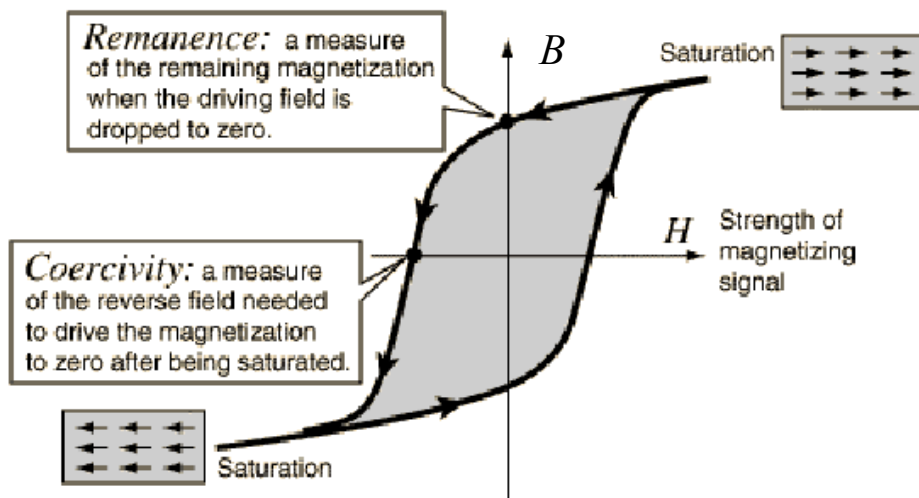 Remanence: a measure
of the remaining magnetization
when the driving field is
dropped to zero.
B
Saturation
H
Strength of
magnetizing
signal
Coercivity: a measure
of the reverse field needed
to drive the magnetization
to zero after being saturated.
Saturation